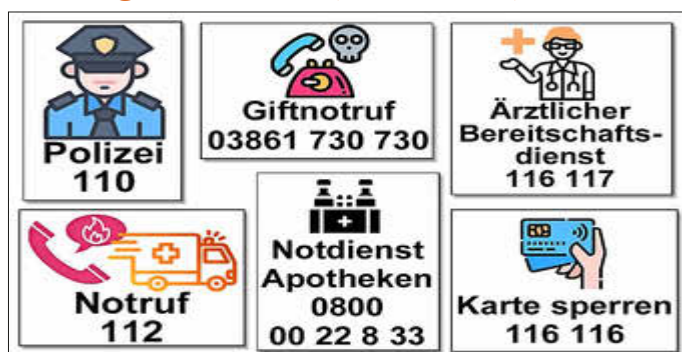 Polizei
110
Giftnotruf
03861 730 730
Ärztlicher
Bereitschafts-
dienst
116 117
Notruf
112
Notdienst
Apotheken
0800
00 22 8 33
Karte sperren
116 116